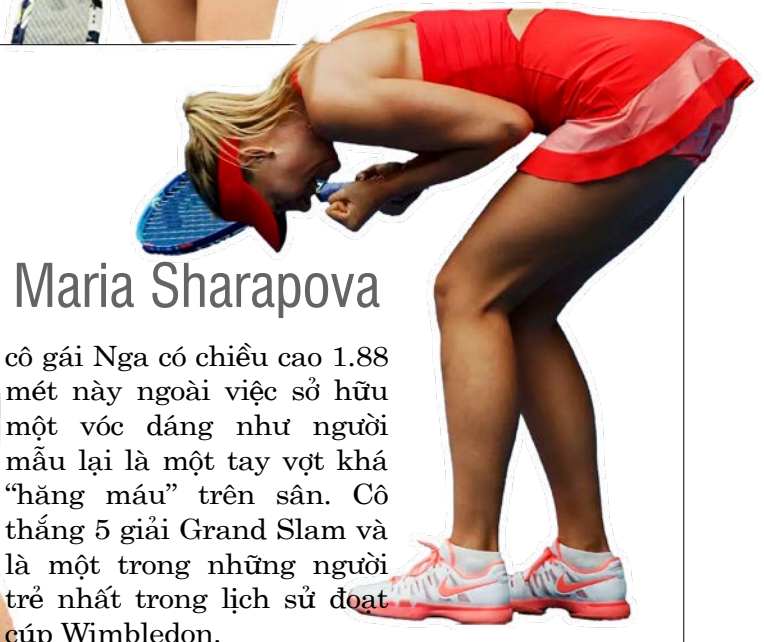 Maria Sharapova
cô gái Nga có chiều cao 1.88
mét này ngoài việc sở hữu
một vóc dáng như người
mẫu lại là một tay vợt khá
“hăng máu” trên sân. Cô
thắng 5 giải Grand Slam và
là một trong những người
trẻ nhất trong lịch sử đoạt
cúp Wimbledon.